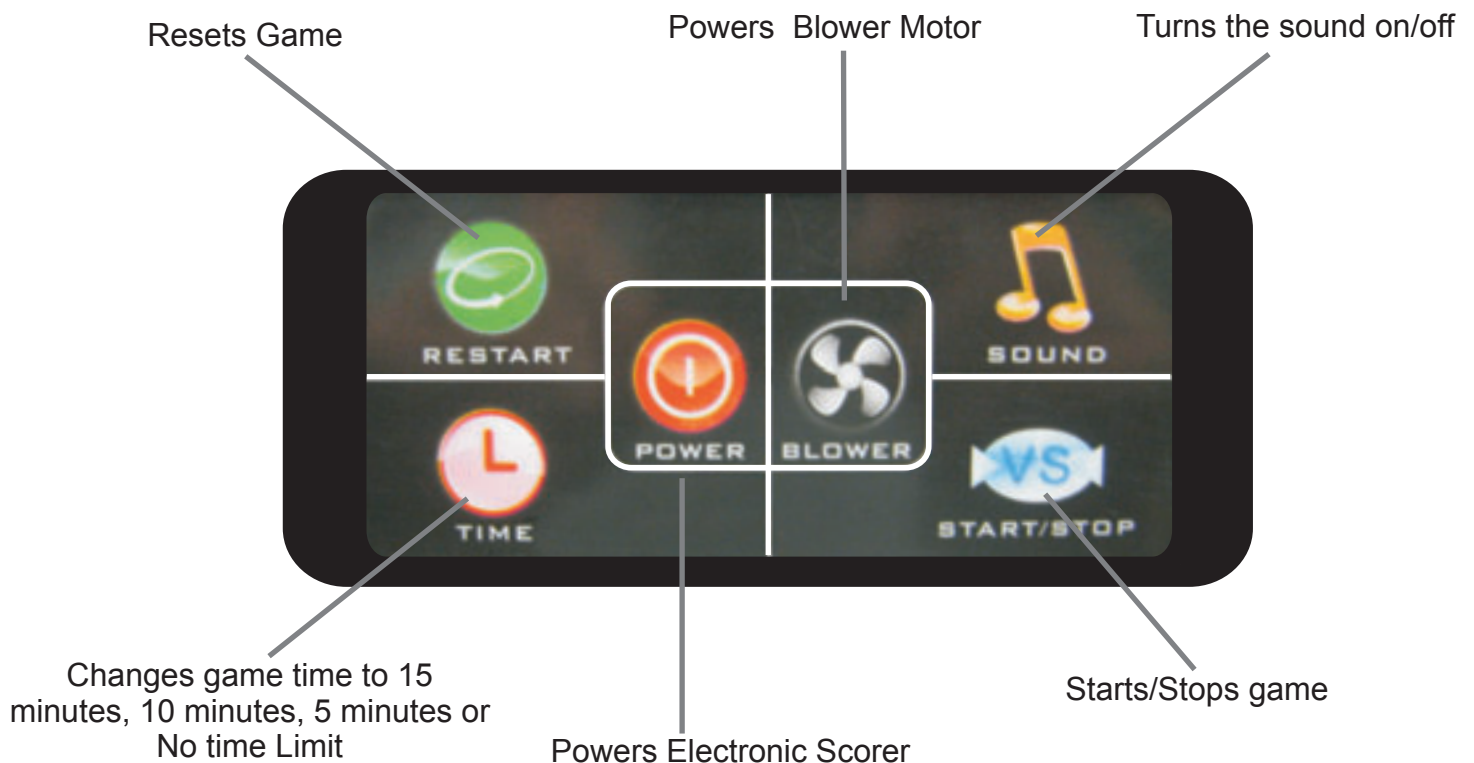 Resets Game
Powers Blower Motor
Turns the sound on/off
RESTART
SOUND
POWER
BLOWER
TIME
VS
START/STOP
Changes game time to 15
minutes, 10 minutes, 5 minutes or
No time Limit
Starts/Stops game
Powers Electronic Scorer